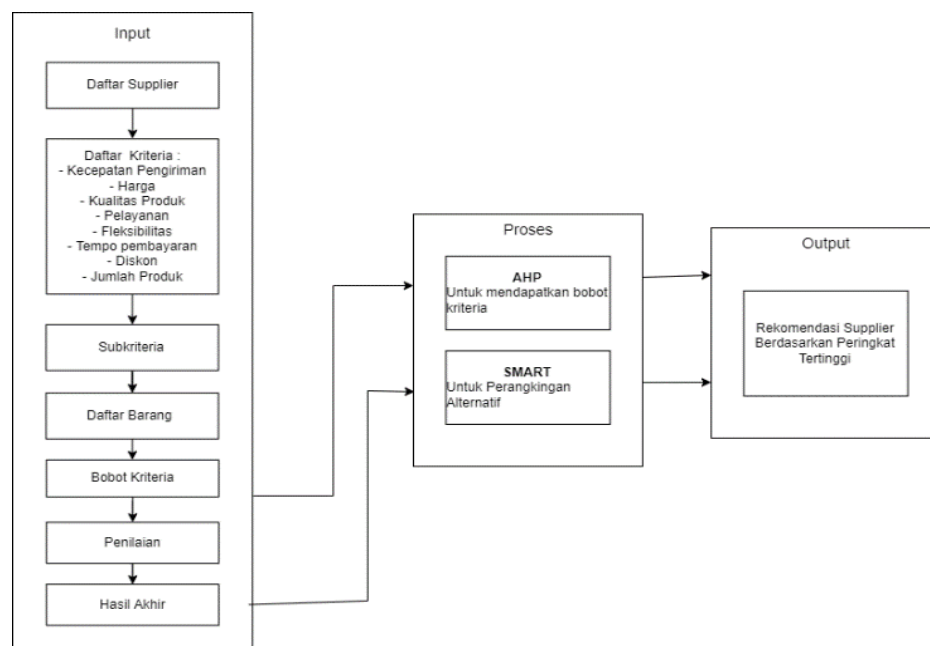 Input
Daftar Supplier
Daftar Kriteria :
- Kecepatan Pengiriman
- Harga
- Kualitas Produk
- Pelayanan
- Fleksibilitas
- Tempo pembayaran
- Diskon
- Jumlah Produk
Subkriteria
Daftar Barang
Bobot Kriteria
Penilaian
Hasil Akhir
Proses
AHP
Untuk mendapatkan bobot
kriteria
SMART
Untuk Perangkingan
Alternatif
Output
Rekomendasi Supplier
Berdasarkan Peringkat
Tertinggi